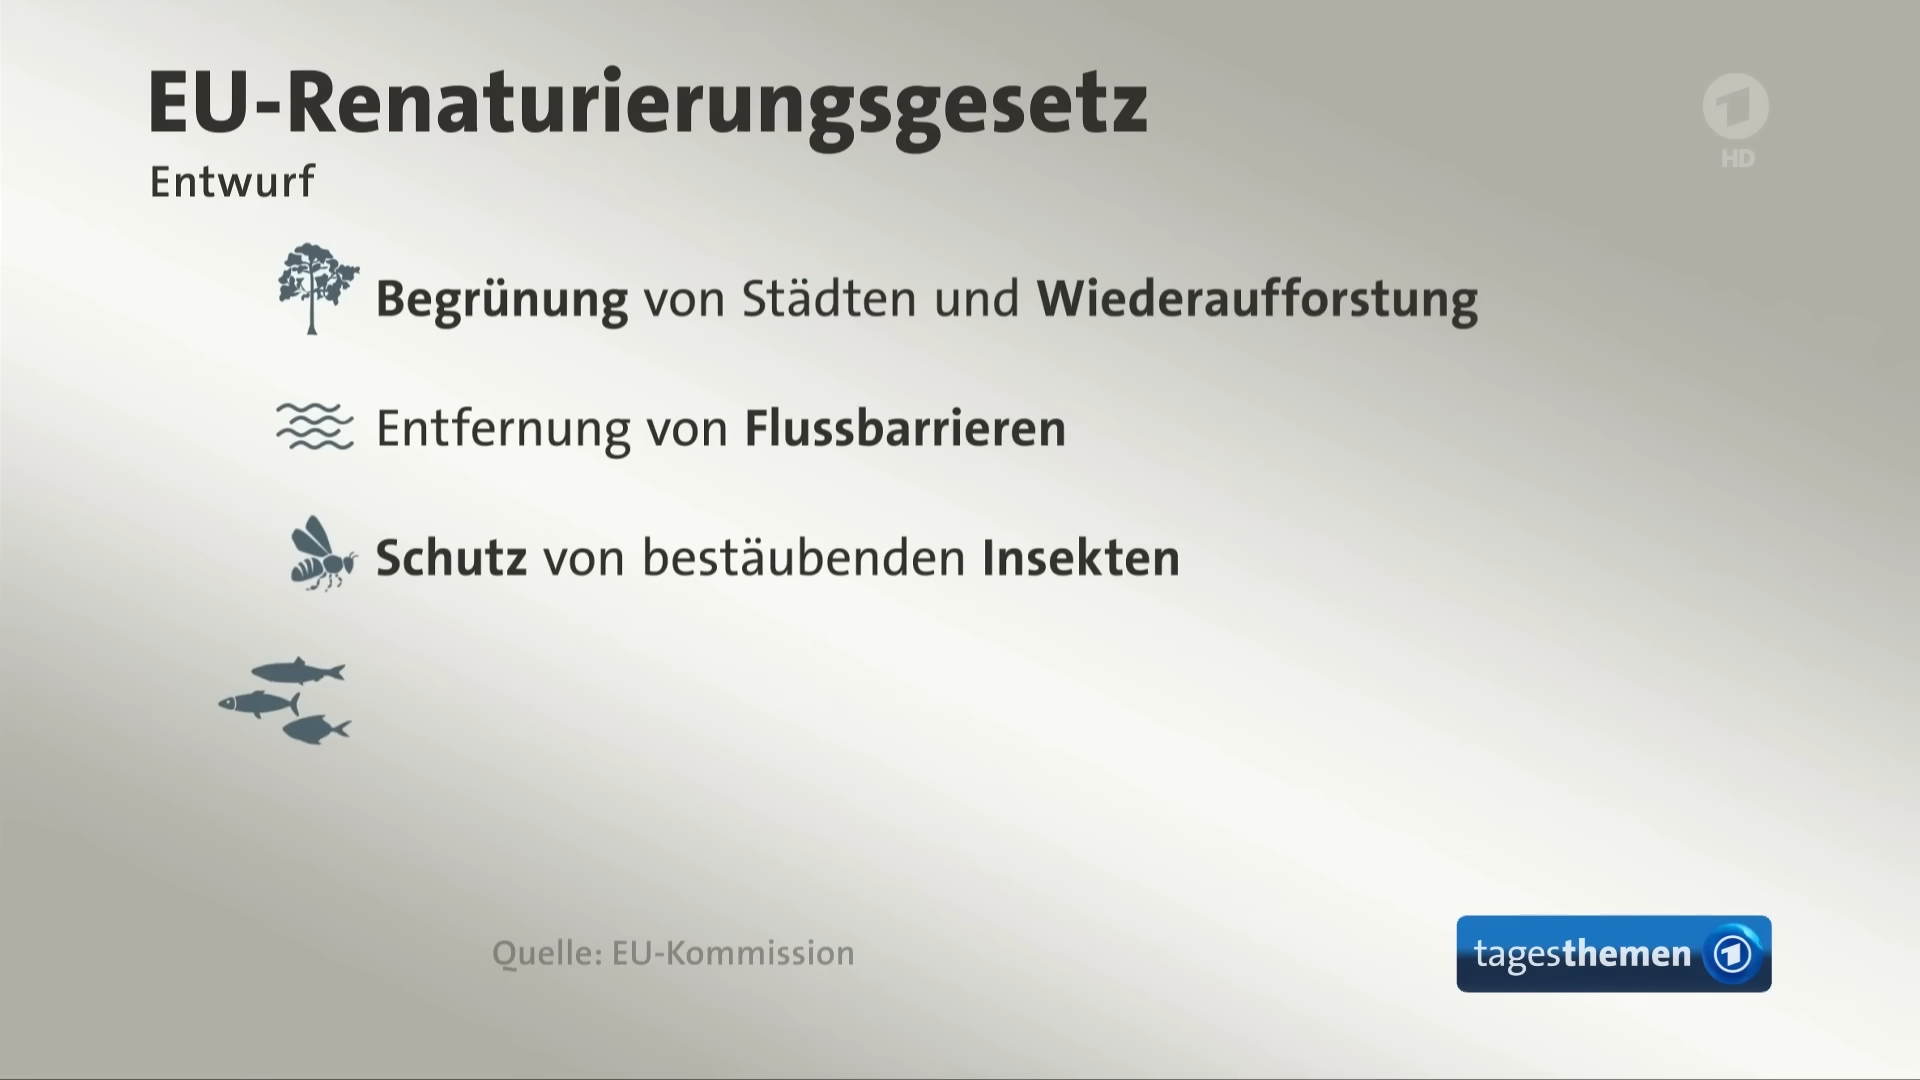 EU-Renaturierungsgesetz
HD
Entwurf
Begrünung von Städten und Wiederaufforstung
Entfernung von Flussbarrieren
Schutz von bestäubenden Insekten
Quelle: EU-Kommission
tagesthemen